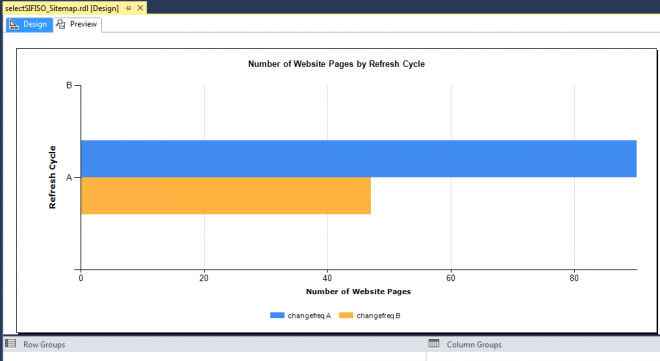 selectSIFISO_Sitemap.rdl [Design]
Design Preview
Number of Website Pages by Refresh Cycle
B
Refresh Cycle
A
0 20 40 60 80
Number of Website Pages
changefreq A changefreq B
Row Groups Column Groups